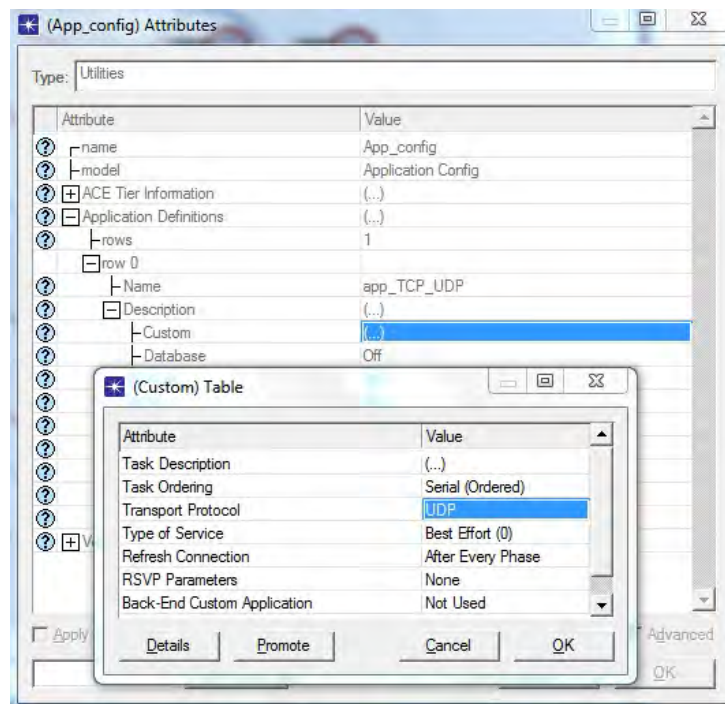 (App_config) Attributes
Type: Utilities
Attribute Value
name App_config
model Application Config
ACE Tier Information (...)
Application Definitions (...)
rows 1
row 0
Name app_TCP_UDP
Description (...)
Custom (...)
Database Off
(Custom) Table
Attribute Value
Task Description (...)
Task Ordering Serial (Ordered)
Transport Protocol UDP
Type of Service Best Effort (0)
Refresh Connection After Every Phase
RSVP Parameters None
Back-End Custom Application Not Used
Details Promote Cancel OK
Apply Advanced
OK